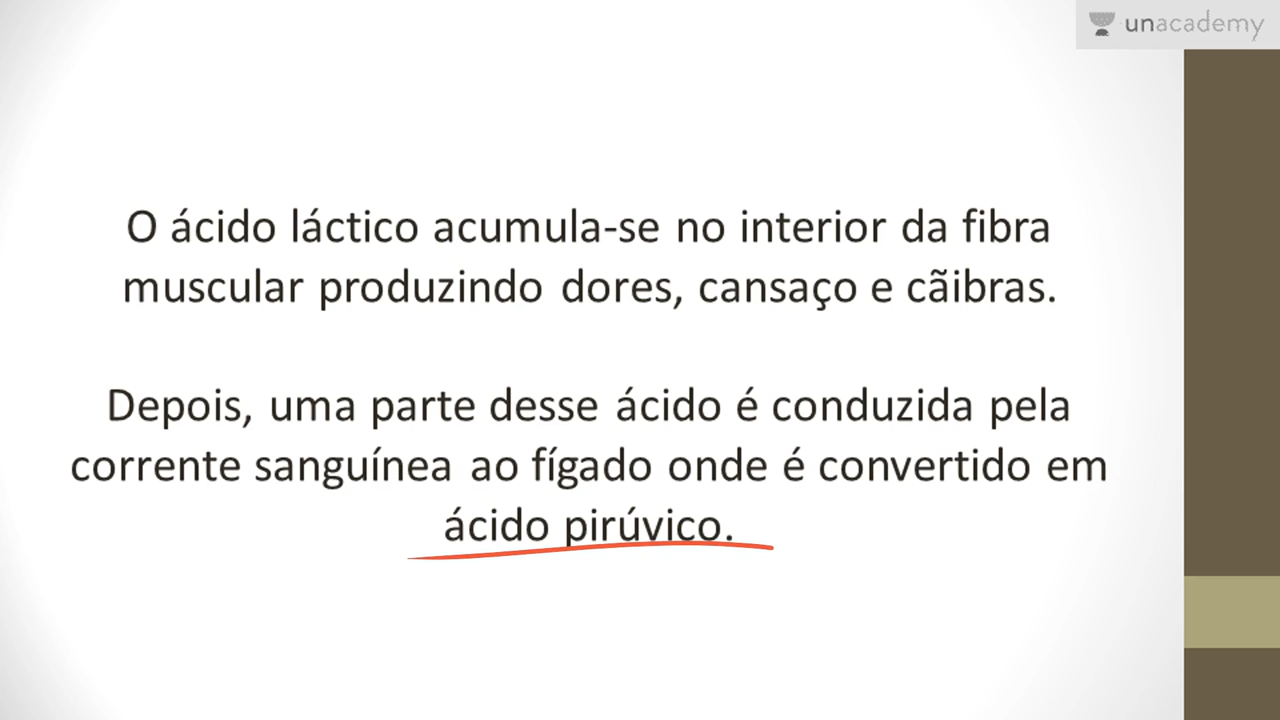 unacademy
O ácido láctico acumula-se no interior da fibra
muscular produzindo dores, cansaço e cãibras.
Depois, uma parte desse ácido é conduzida pela
corrente sanguínea ao fígado onde é convertido em
ácido pirúvico.